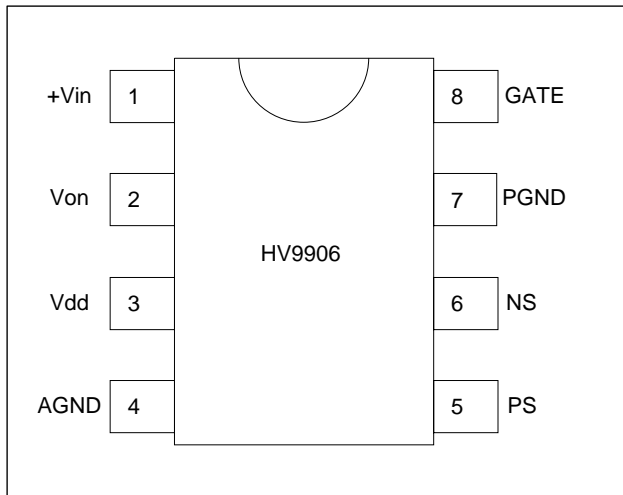 +Vin 1 8 GATE
Von 2 7 PGND
HV9906
Vdd 3 6 NS
AGND 4 5 PS